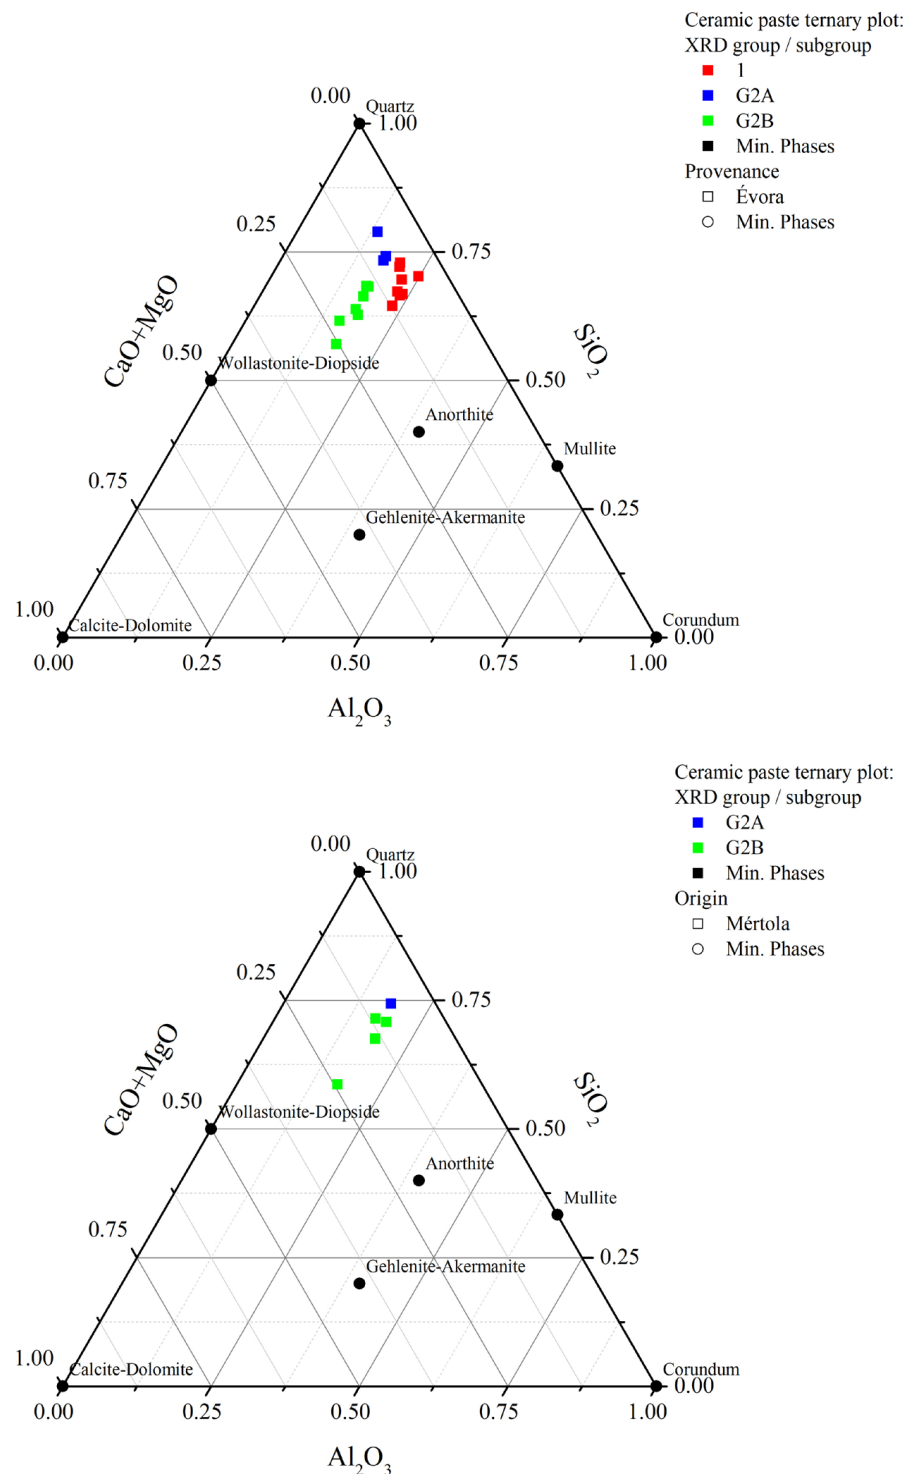 Ceramic paste ternary plot:
XRD group / subgroup
1
G2A
G2B
Min. Phases
Provenance
Évora
Min. Phases
0.00
Quartz
1.00
0.25
0.75
CaO+MgO
SiO₂
0.50
Wollastonite-Diopside
0.50
Anorthite
Mullite
0.75
0.25
Gehlenite-Akermanite
1.00
Calcite-Dolomite
Corundum
0.00
0.00
0.25
0.50
0.75
1.00
Al₂O₃
Ceramic paste ternary plot:
XRD group / subgroup
G2A
G2B
Min. Phases
Origin
Mértola
Min. Phases
0.00
Quartz
1.00
0.25
0.75
CaO+MgO
SiO₂
0.50
Wollastonite-Diopside
0.50
Anorthite
Mullite
0.75
0.25
Gehlenite-Akermanite
1.00
Calcite-Dolomite
Corundum
0.00
0.00
0.25
0.50
0.75
1.00
Al₂O₃